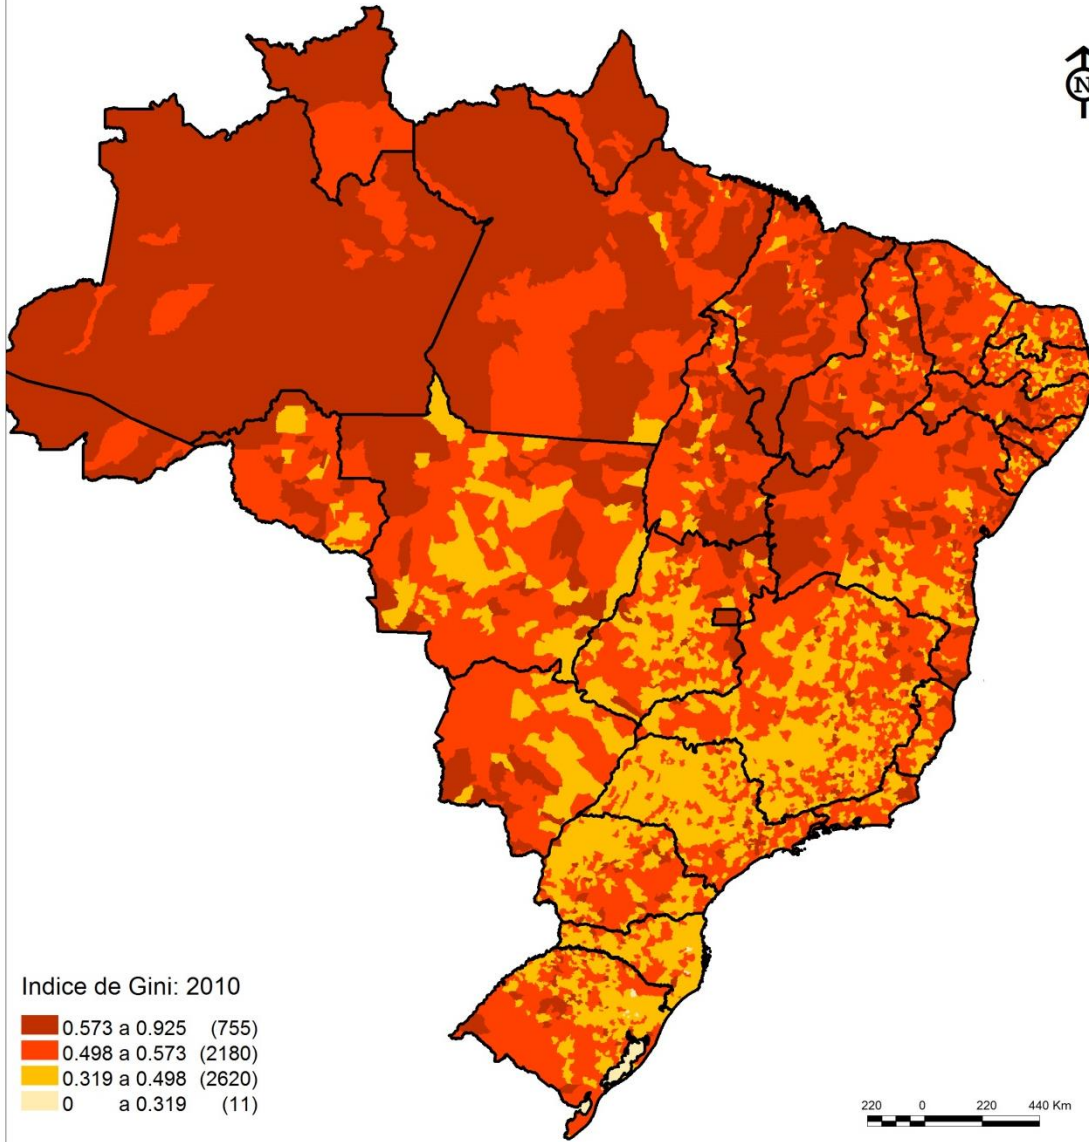 N
Indice de Gini: 2010
0.573 a 0.925 (755)
0.498 a 0.573 (2180)
0.319 a 0.498 (2620)
0 a 0.319 (11)
220 0 220 440 Km